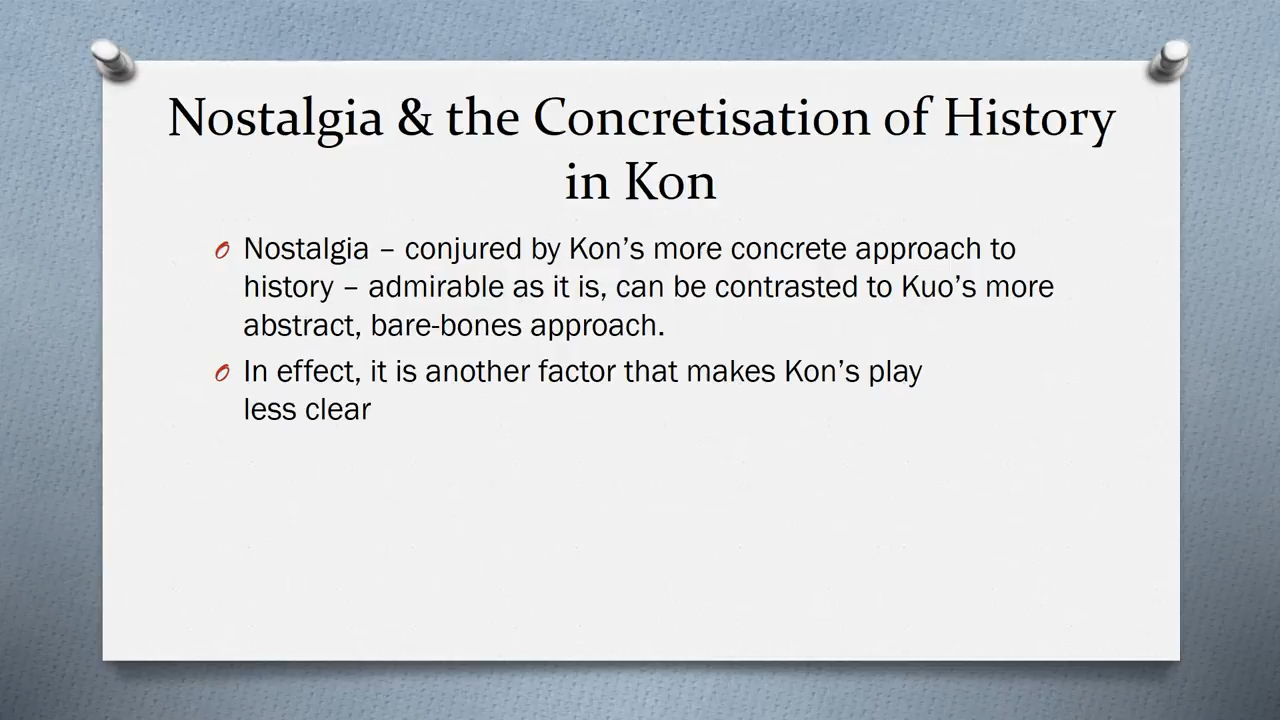 Nostalgia & the Concretisation of History
in Kon
Nostalgia – conjured by Kon’s more concrete approach to
history – admirable as it is, can be contrasted to Kuo’s more
abstract, bare-bones approach.
In effect, it is another factor that makes Kon’s play
less clear